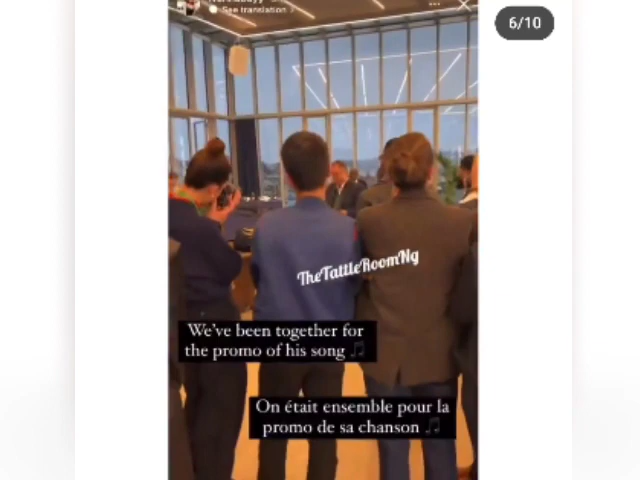 See translation
6/10
TheTattleRoomNg
We've been together for
the promo of his song
On était ensemble pour la
promo de sa chanson